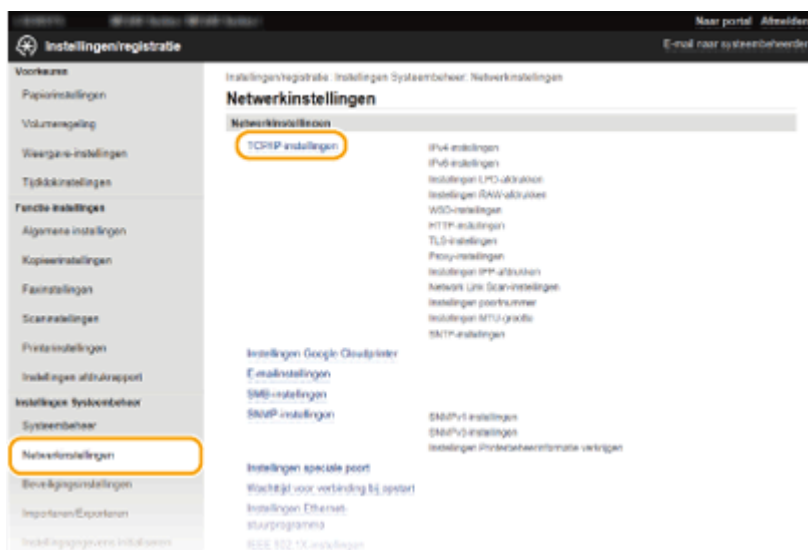 Naar portal Afmelden
Instellingen/registratie
E-mail naar systeembeheerder
Voorkeuren
Papierinstellingen
Volumeregeling
Weergave-instellingen
Tijdklokinstellingen
Functie-instellingen
Algemene instellingen
Kopieerinstellingen
Faxinstellingen
Scaninstellingen
Printerinstellingen
Instellingen afdrukrapport
Instellingen Systeembeheer
Systeembeheer
Netwerkinstellingen
Beveiligingsinstellingen
Importeren/Exporteren
Instellingsgegevens initialiseren
Instellingen/registratie: Instellingen Systeembeheer: Netwerkinstellingen
Netwerkinstellingen
Netwerkinstellingen
TCP/IP-instellingen
IPv4-instellingen
IPv6-instellingen
Instellingen LPD-afdrukken
Instellingen RAW-afdrukken
WSD-instellingen
HTTP-instellingen
TLS-instellingen
Proxy-instellingen
Instellingen IPP-afdrukken
Network Link Scan-instellingen
Instellingen poortnummer
Instellingen MTU-grootte
SNTP-instellingen
Instellingen Google Cloudprinter
E-mailinstellingen
SMB-instellingen
SNMP-instellingen
SNMPv1-instellingen
SNMPv3-instellingen
Instellingen Printerbeheerinformatie verkrijgen
Instellingen speciale poort
Wachttijd voor verbinding bij opstart
Instellingen Ethernet-
stuurprogramma
IEEE 802.1X-instellingen